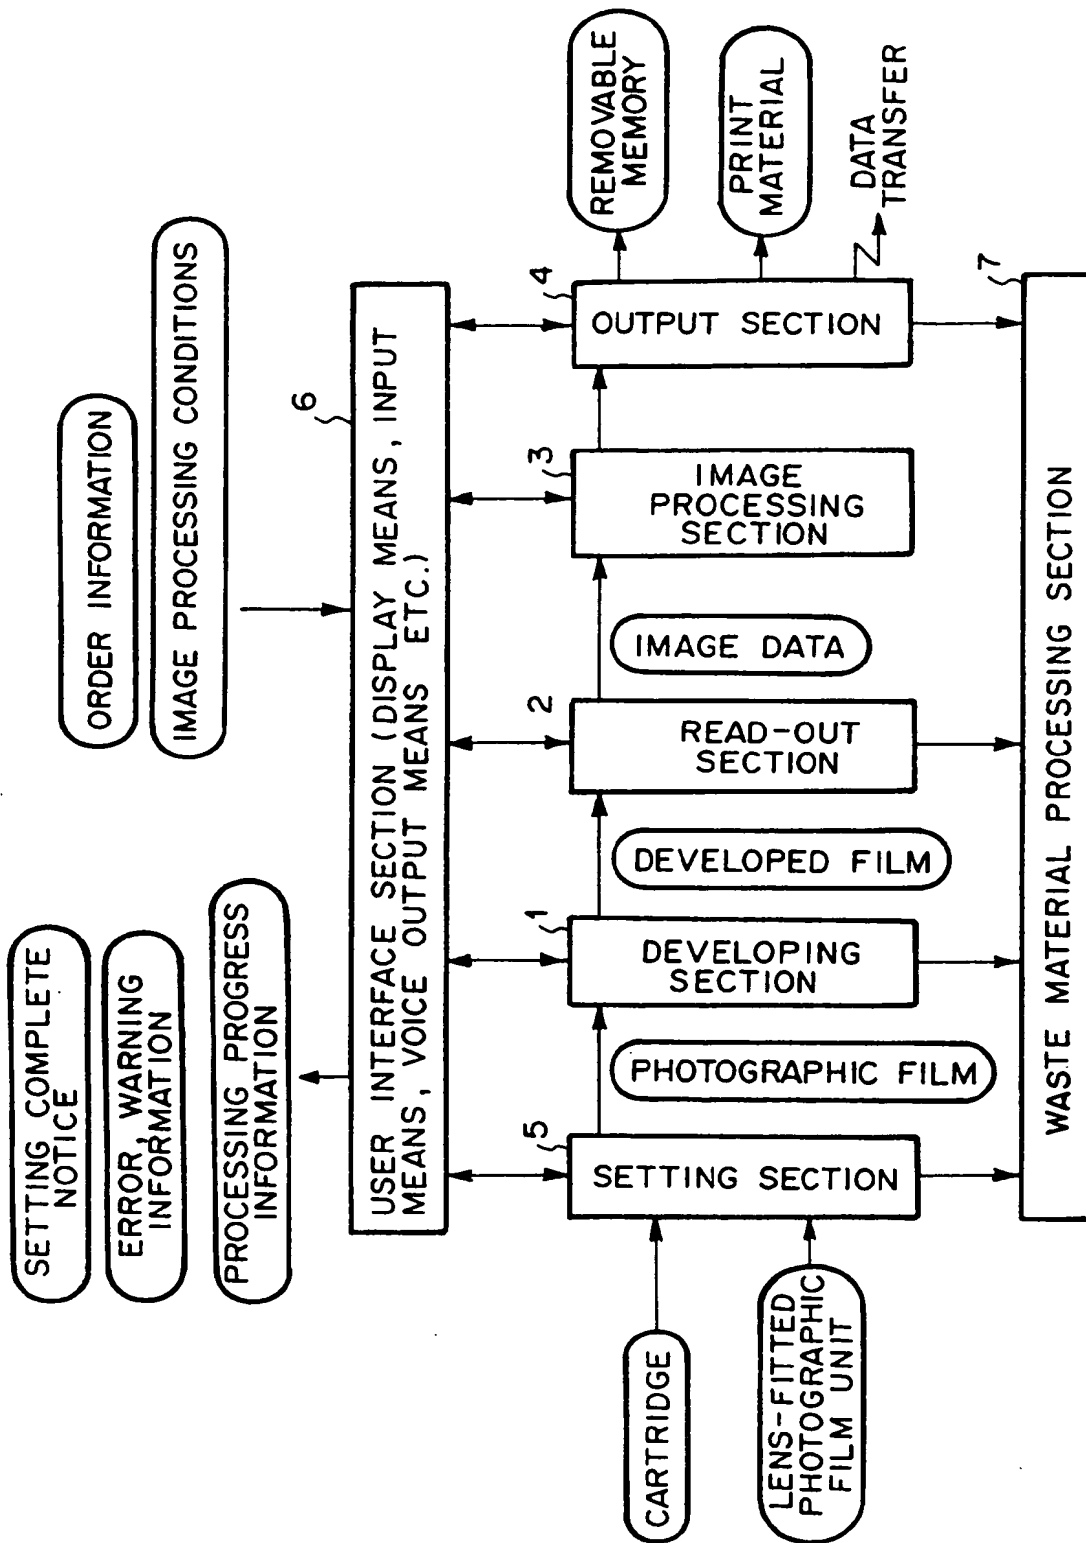 SETTING COMPLETE
NOTICE
ERROR, WARNING
INFORMATION
PROCESSING PROGRESS
INFORMATION
ORDER INFORMATION
IMAGE PROCESSING CONDITIONS
6
USER INTERFACE SECTION (DISPLAY MEANS, INPUT
MEANS, VOICE OUTPUT MEANS ETC.)
CARTRIDGE
LENS-FITTED
PHOTOGRAPHIC
FILM UNIT
5
SETTING SECTION
PHOTOGRAPHIC FILM
1
DEVELOPING
SECTION
DEVELOPED FILM
2
READ-OUT
SECTION
IMAGE DATA
3
IMAGE
PROCESSING
SECTION
4
OUTPUT SECTION
REMOVABLE
MEMORY
PRINT
MATERIAL
DATA
TRANSFER
7
WASTE MATERIAL PROCESSING SECTION